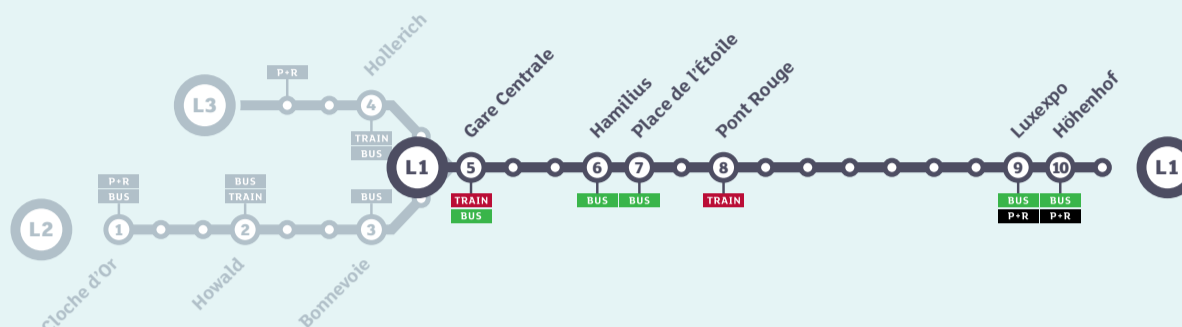 Hollerich
P+R
L3
4
TRAIN
BUS
Gare Centrale
Hamilius
Place de l'Étoile
Pont Rouge
Luxexpo
Höhenhof
L1
5
6
7
8
9
10
L1
TRAIN
BUS
BUS
BUS
TRAIN
BUS
P+R
BUS
P+R
P+R
BUS
BUS
TRAIN
BUS
L2
1
2
3
Cloche d'Or
Howald
Bonnevoie